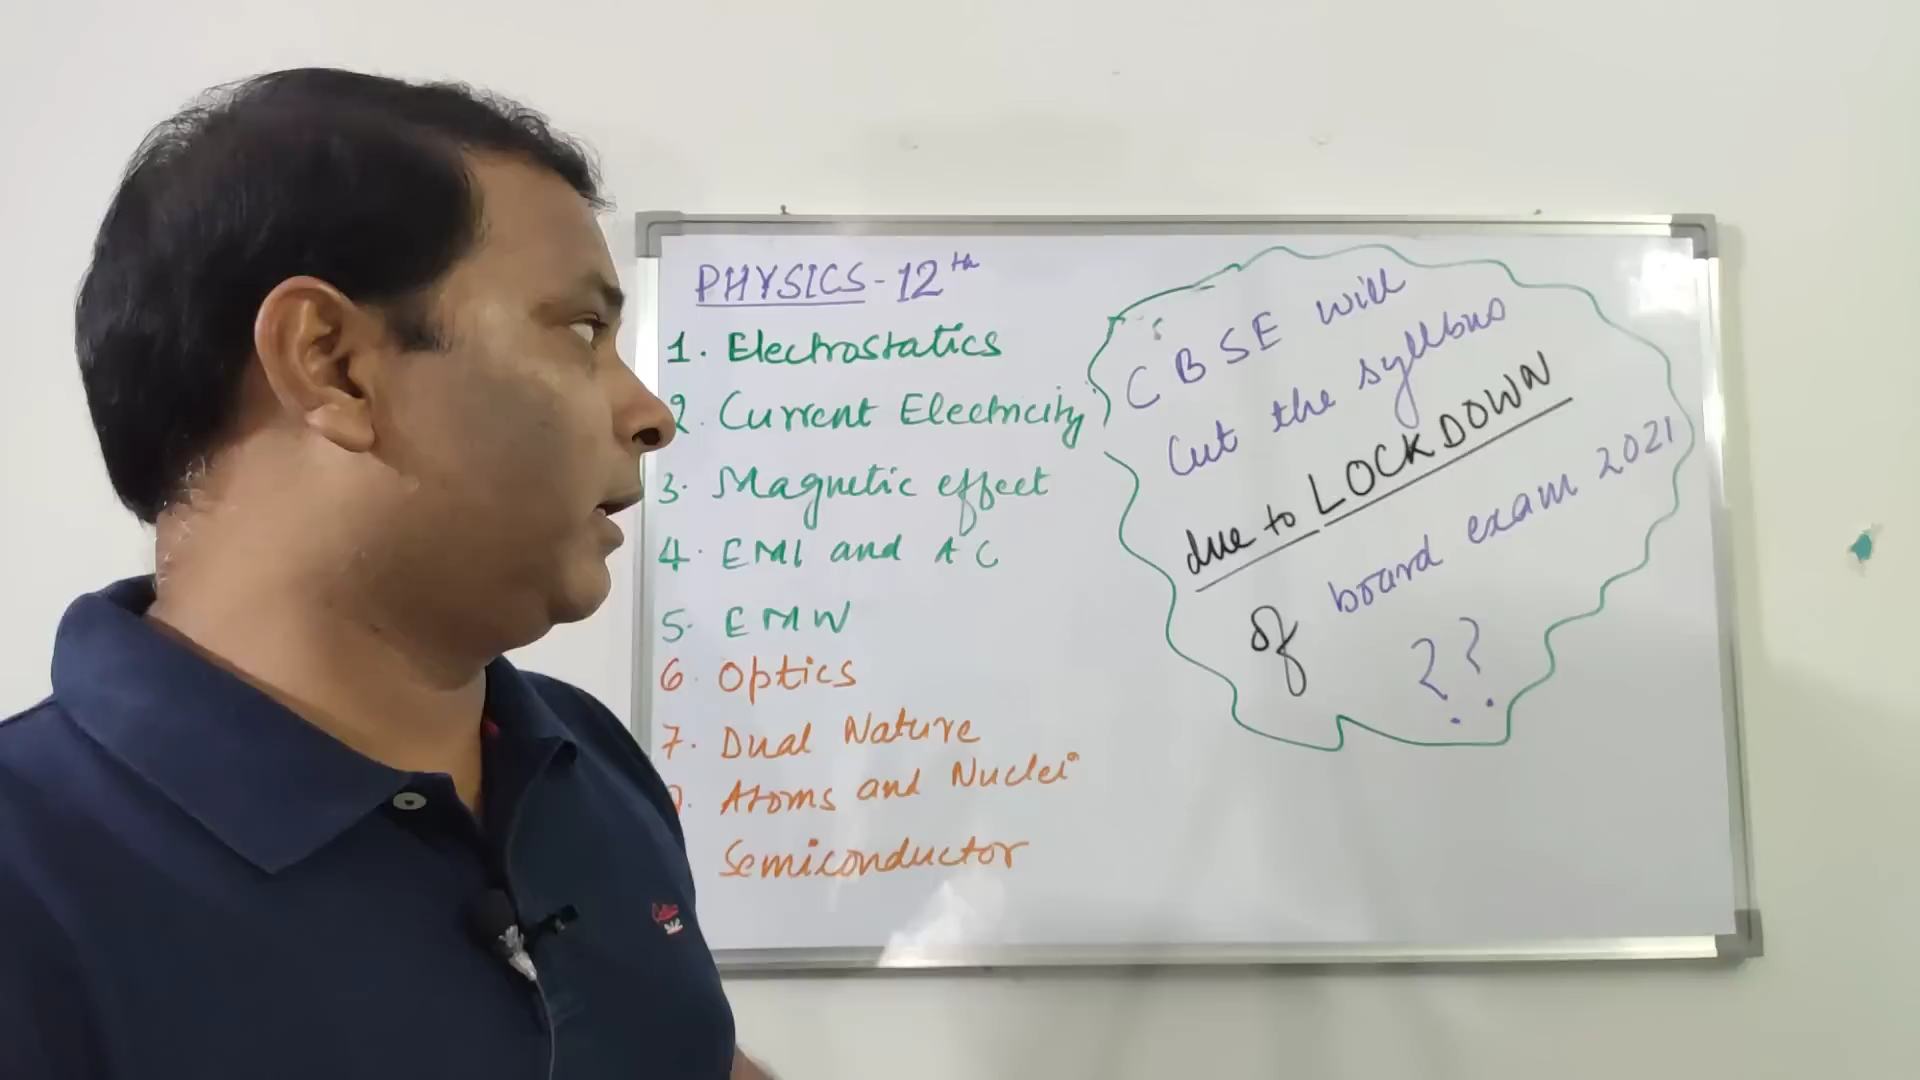 PHYSICS-12th
1. Electrostatics
2. Current Electricity
3. Magnetic effect
4. EMI and AC
5. EMW
6. Optics
7. Dual Nature
Atoms and Nuclei
Semiconductor
CBSE will
cut the syllbus
due to LOCKDOWN
of board exam 2021
??